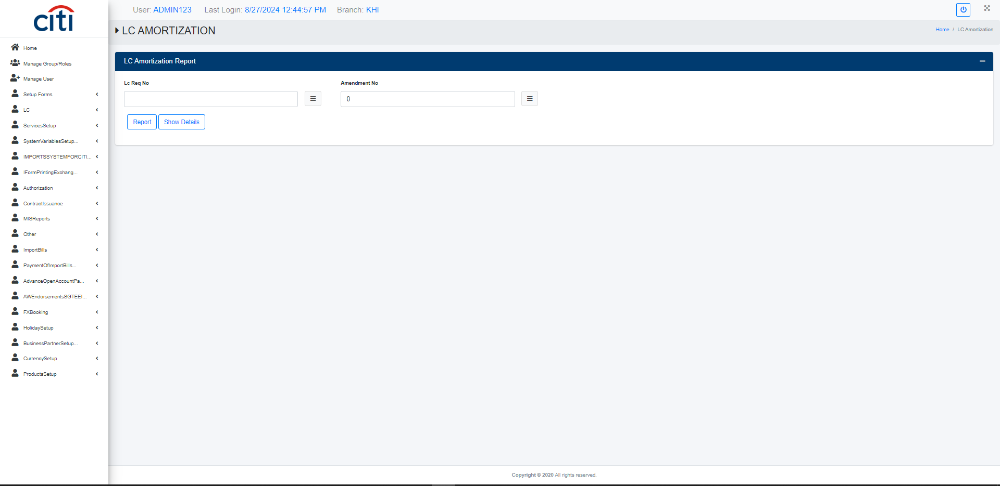 citi
User: ADMIN123 Last Login: 8/27/2024 12:44:57 PM Branch: KHI
LC AMORTIZATION
Home / LC Amortization
Home
Manage Group/Roles
Manage User
Setup Forms
LC
ServicesSetup
SystemVariablesSetup...
IMPORTSSYSTEMFORCITI...
IFormPrintingExchang...
Authorization
ContractIssuance
MISReports
Other
ImportBills
PaymentOfImportBills...
AdvanceOpenAccountPa...
AWEndorsementsSGTEEI...
FXBooking
HolidaySetup
BusinessPartnerSetup...
CurrencySetup
ProductsSetup
LC Amortization Report
Lc Req No Amendment No
0
Report Show Details
Copyright © 2020 All rights reserved.